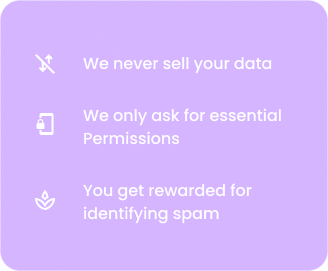 We never sell your data
We only ask for essential
Permissions
You get rewarded for
identifying spam